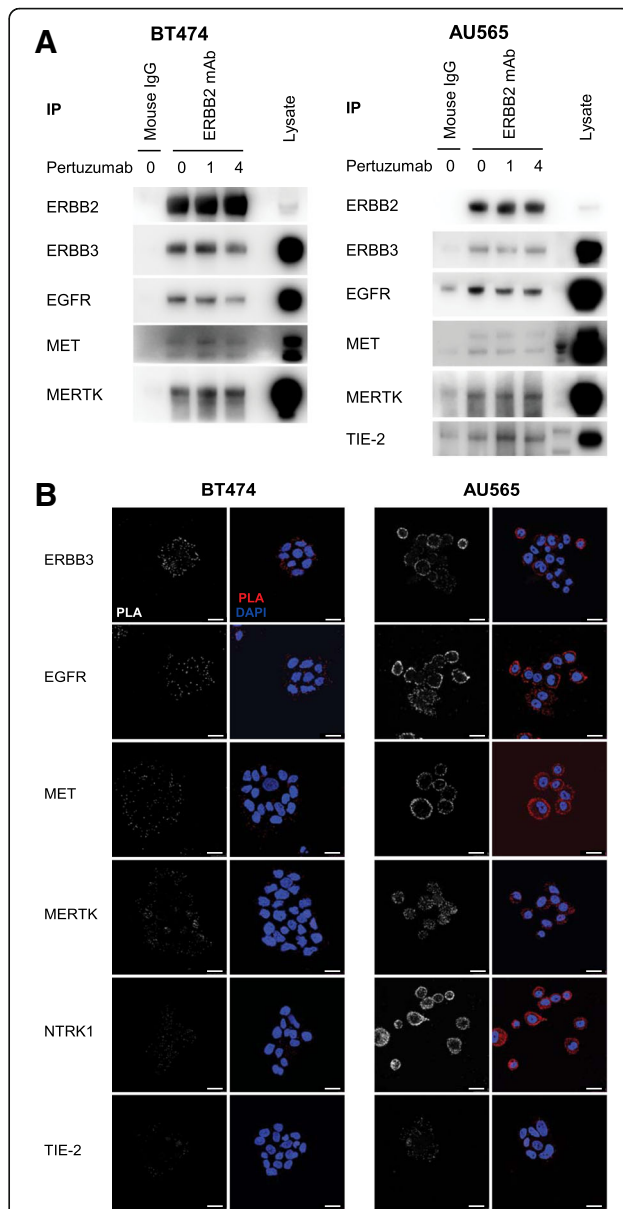 A
BT474
AU565
IP
Mouse IgG
ERBB2 mAb
Lysate
IP
Mouse IgG
ERBB2 mAb
Lysate
Pertuzumab 0 0 1 4
Pertuzumab 0 0 1 4
ERBB2
ERBB2
ERBB3
ERBB3
EGFR
EGFR
MET
MET
MERTK
MERTK
TIE-2
B
BT474
AU565
ERBB3
PLA
PLA
DAPI
EGFR
MET
MERTK
NTRK1
TIE-2